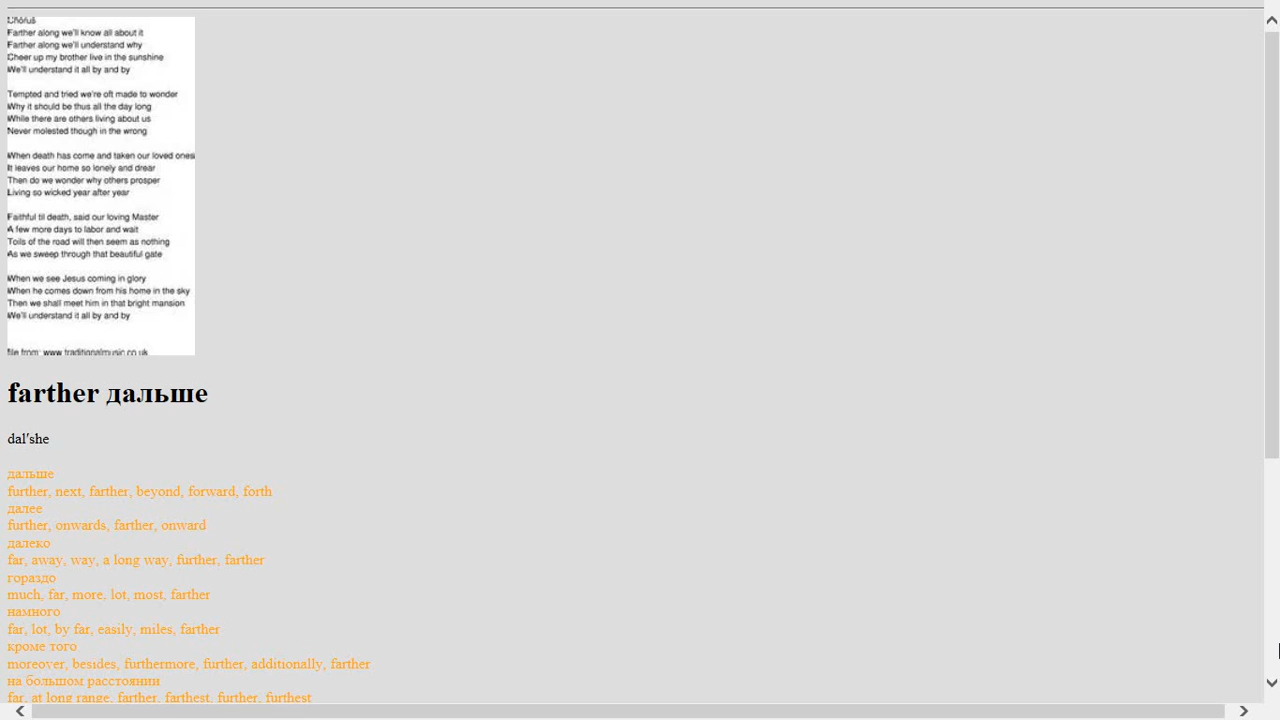 Chorus
Farther along we'll know all about it
Farther along we'll understand why
Cheer up my brother live in the sunshine
We'll understand it all by and by
Tempted and tried we're oft made to wonder
Why it should be thus all the day long
While there are others living about us
Never molested though in the wrong
When death has come and taken our loved ones
It leaves our home so lonely and drear
Then do we wonder why others prosper
Living so wicked year after year
Faithful til death, said our loving Master
A few more days to labor and wait
Toils of the road will then seem as nothing
As we sweep through that beautiful gate
When we see Jesus coming in glory
When he comes down from his home in the sky
Then we shall meet him in that bright mansion
We'll understand it all by and by
file from: www.traditionalmusic.co.uk
farther дальше
dal′she
дальше
further, next, farther, beyond, forward, forth
далее
further, onwards, farther, onward
далеко
far, away, way, a long way, further, farther
гораздо
much, far, more, lot, most, farther
намного
far, lot, by far, easily, miles, farther
кроме того
moreover, besides, furthermore, further, additionally, farther
на большом расстоянии
far, at long range, farther, farthest, further, furthest